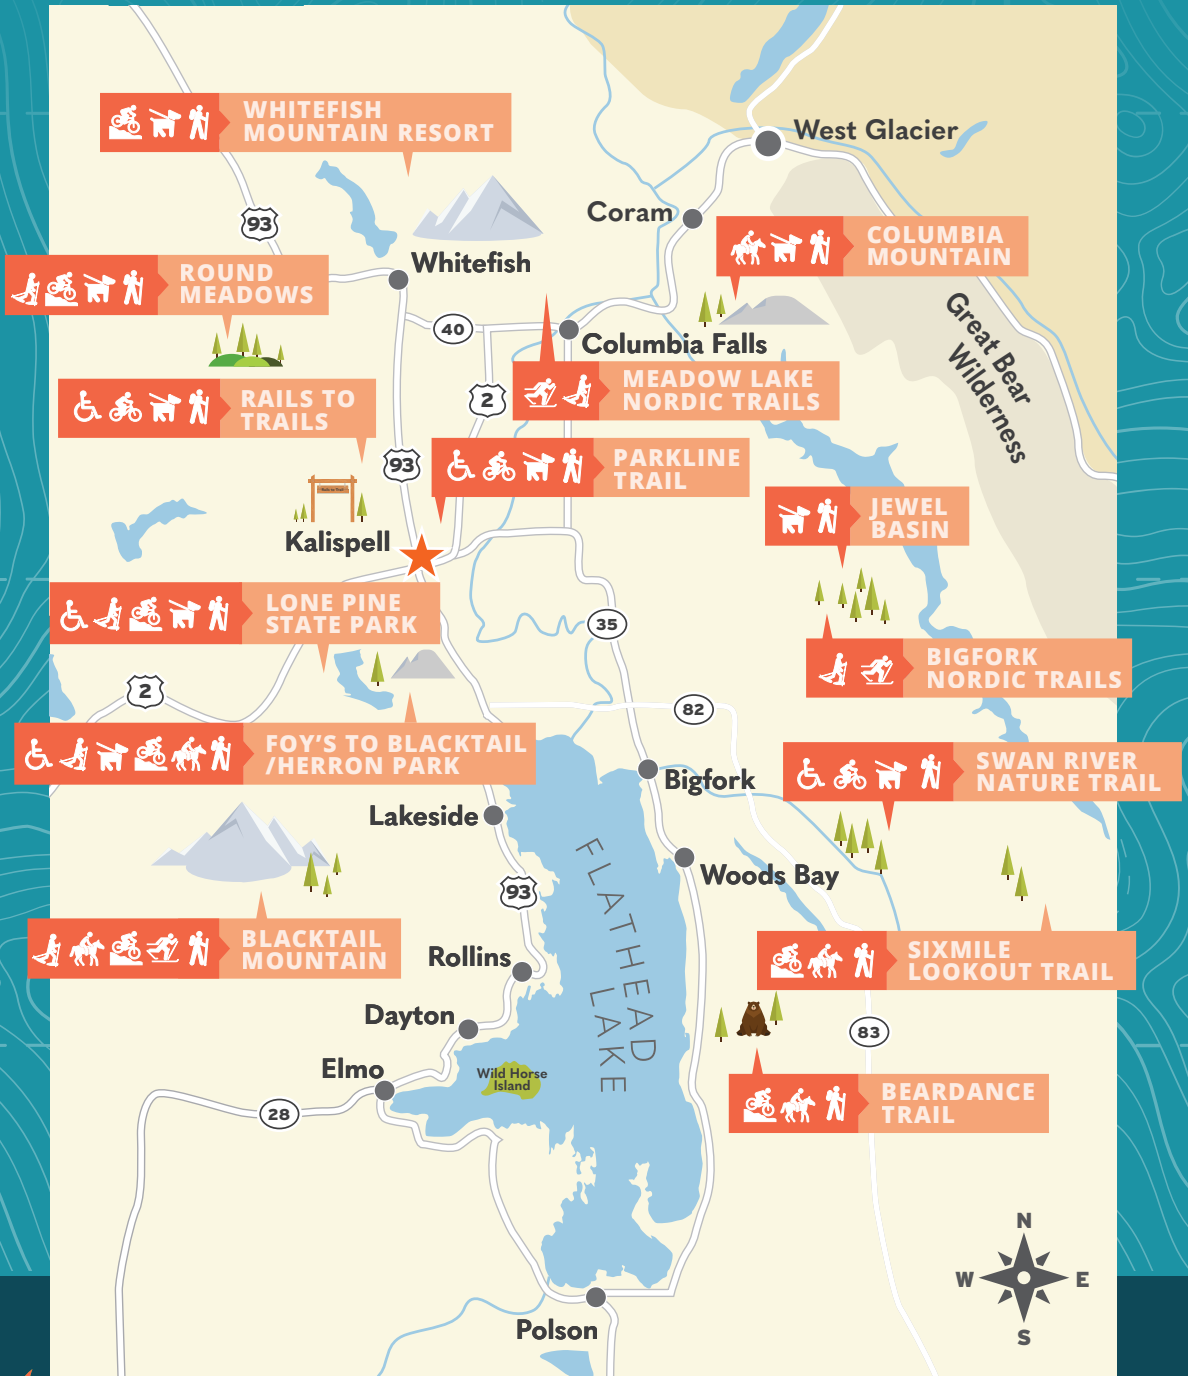 WHITEFISH
MOUNTAIN RESORT
West Glacier
Coram
93
COLUMBIA
MOUNTAIN
Whitefish
ROUND
MEADOWS
40
Columbia Falls
Great Bear
Wilderness
MEADOW LAKE
NORDIC TRAILS
2
RAILS TO
TRAILS
93
PARKLINE
TRAIL
JEWEL
BASIN
Kalispell
LONE PINE
STATE PARK
35
BIGFORK
NORDIC TRAILS
2
82
FOY'S TO BLACKTAIL
/HERRON PARK
Bigfork
SWAN RIVER
NATURE TRAIL
Lakeside
FLATHEAD
LAKE
Woods Bay
93
BLACKTAIL
MOUNTAIN
Rollins
SIXMILE
LOOKOUT TRAIL
Dayton
83
Elmo
Wild Horse
Island
28
BEARDANCE
TRAIL
N
W
E
S
Polson